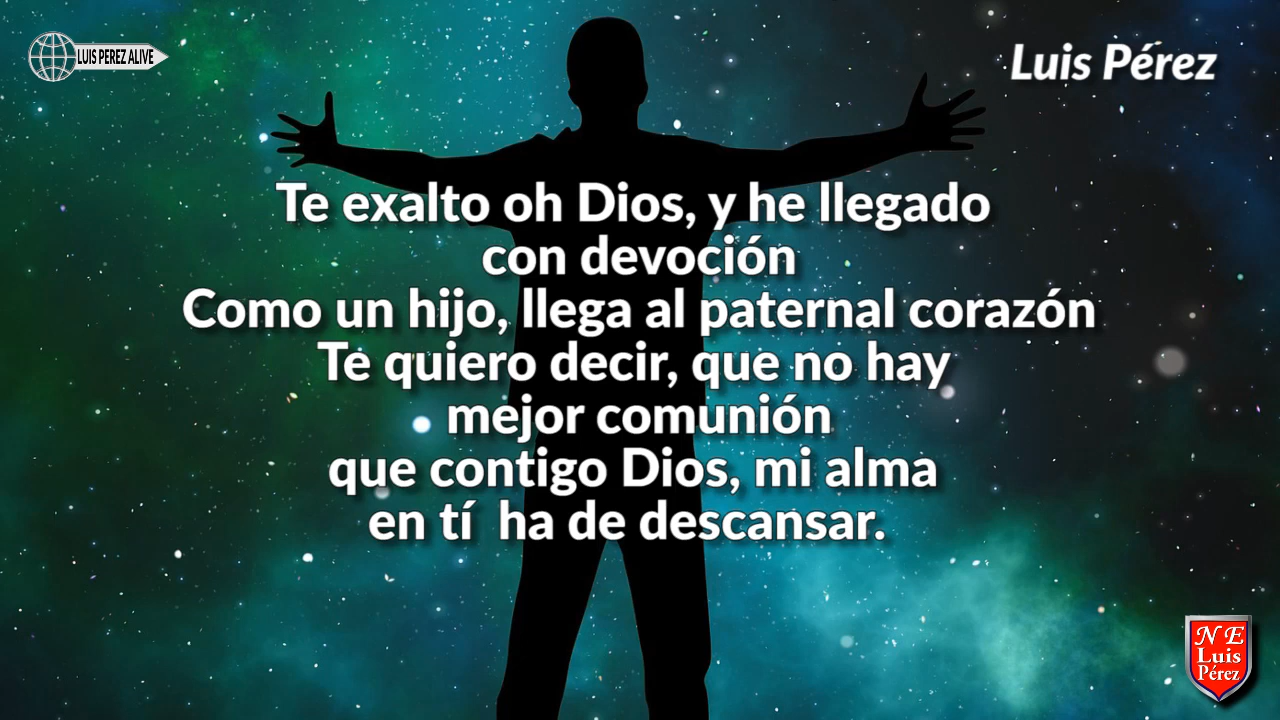 LUIS PEREZ ALIVE
Luis Pérez
Te exalto oh Dios, y he llegado
con devoción
Como un hijo, llega al paternal corazón
Te quiero decir, que no hay
mejor comunión
que contigo Dios, mi alma
en tí  ha de descansar.
N E
Luis
Pérez